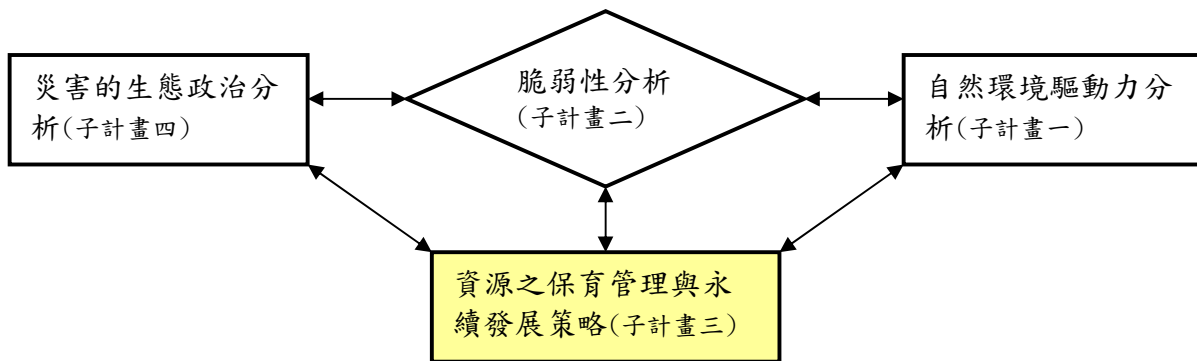 災害的生態政治分
析(子計畫四)
脆弱性分析
(子計畫二)
自然環境驅動力分
析(子計畫一)
資源之保育管理與永
續發展策略(子計畫三)